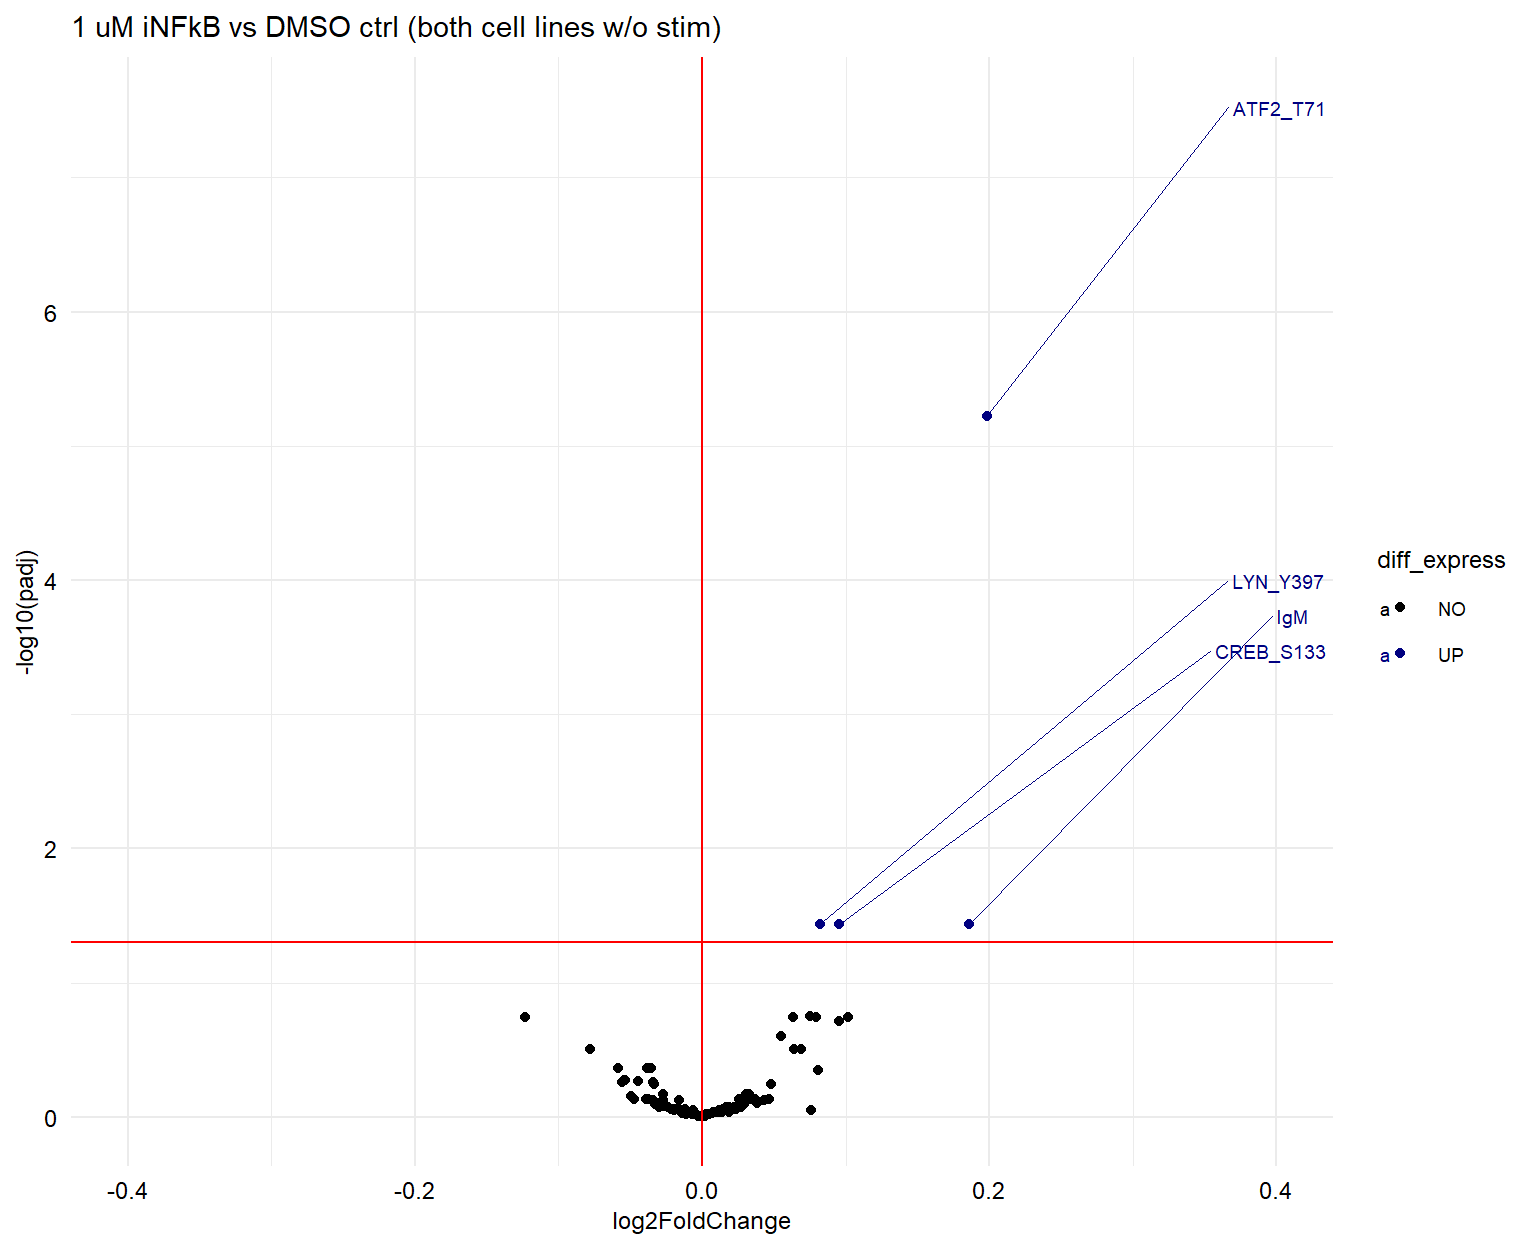 1 uM iNFkB vs DMSO ctrl (both cell lines w/o stim)
ATF2_T71
6
-log10(padj)
4
LYN_Y397
IgM
CREB_S133
diff_express
a NO
a UP
2
0
-0.4 -0.2 0.0 0.2 0.4
log2FoldChange